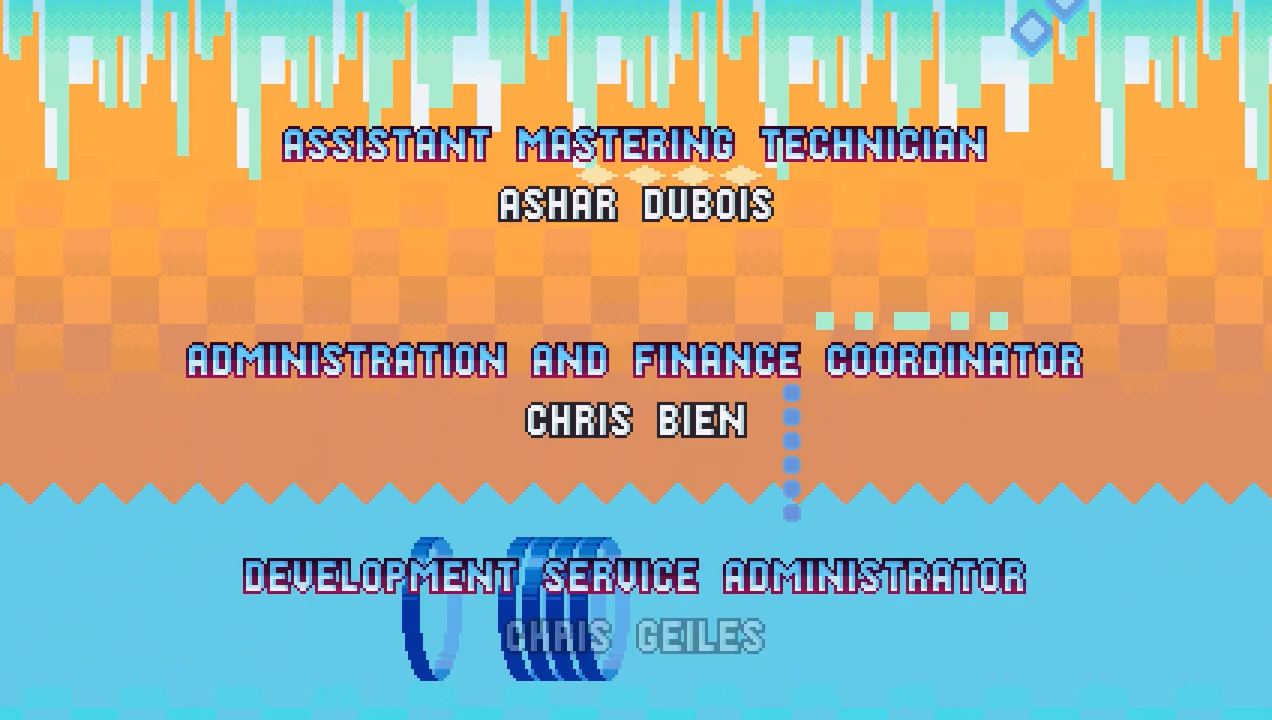 ASSISTANT MASTERING TECHNICIAN
ASHAR DUBOIS
ADMINISTRATION AND FINANCE COORDINATOR
CHRIS BIEN
DEVELOPMENT SERVICE ADMINISTRATOR
CHRIS GEILES